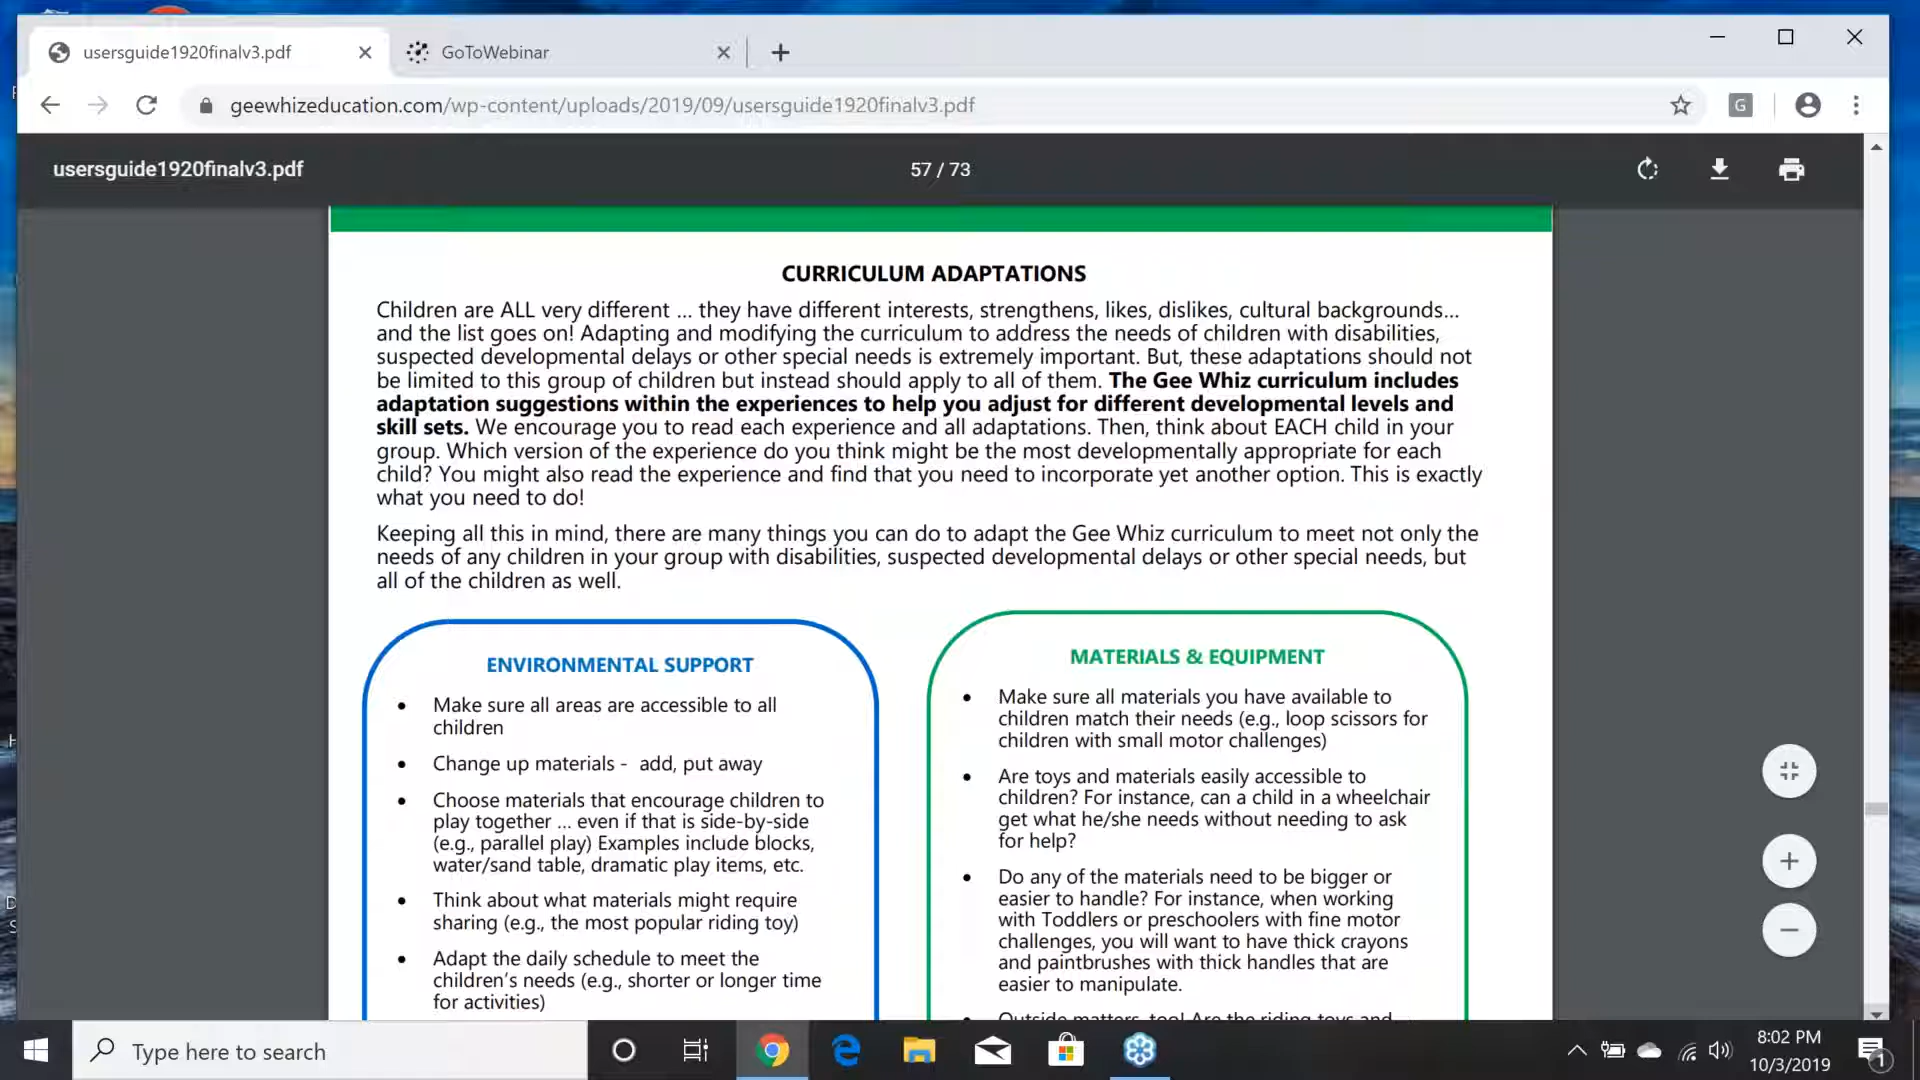 usersguide1920finalv3.pdf
GoToWebinar
geewhizeducation.com/wp-content/uploads/2019/09/usersguide1920finalv3.pdf
G
usersguide1920finalv3.pdf
57 / 73
CURRICULUM ADAPTATIONS
Children are ALL very different ... they have different interests, strengthens, likes, dislikes, cultural backgrounds...
and the list goes on! Adapting and modifying the curriculum to address the needs of children with disabilities,
suspected developmental delays or other special needs is extremely important. But, these adaptations should not
be limited to this group of children but instead should apply to all of them. The Gee Whiz curriculum includes
adaptation suggestions within the experiences to help you adjust for different developmental levels and
skill sets. We encourage you to read each experience and all adaptations. Then, think about EACH child in your
group. Which version of the experience do you think might be the most developmentally appropriate for each
child? You might also read the experience and find that you need to incorporate yet another option. This is exactly
what you need to do!
Keeping all this in mind, there are many things you can do to adapt the Gee Whiz curriculum to meet not only the
needs of any children in your group with disabilities, suspected developmental delays or other special needs, but
all of the children as well.
ENVIRONMENTAL SUPPORT
• Make sure all areas are accessible to all
children
• Change up materials - add, put away
• Choose materials that encourage children to
play together ... even if that is side-by-side
(e.g., parallel play) Examples include blocks,
water/sand table, dramatic play items, etc.
• Think about what materials might require
sharing (e.g., the most popular riding toy)
• Adapt the daily schedule to meet the
children's needs (e.g., shorter or longer time
for activities)
MATERIALS & EQUIPMENT
• Make sure all materials you have available to
children match their needs (e.g., loop scissors for
children with small motor challenges)
• Are toys and materials easily accessible to
children? For instance, can a child in a wheelchair
get what he/she needs without needing to ask
for help?
• Do any of the materials need to be bigger or
easier to handle? For instance, when working
with Toddlers or preschoolers with fine motor
challenges, you will want to have thick crayons
and paintbrushes with thick handles that are
easier to manipulate.
• Outside matters, too! Are the riding toys and
Type here to search
8:02 PM
10/3/2019
1